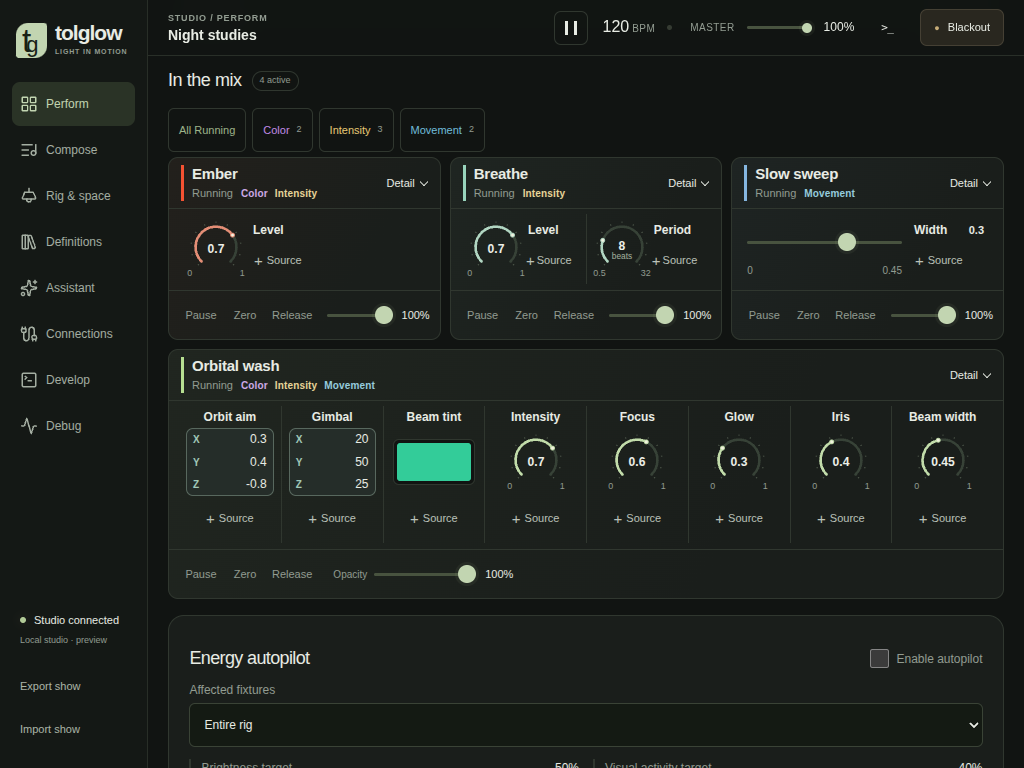 tg tolglow
LIGHT IN MOTION
Perform
Compose
Rig & space
Definitions
Assistant
Connections
Develop
Debug
Studio connected
Local studio · preview
Export show
Import show
STUDIO / PERFORM
Night studies
120 BPM
MASTER
100%
>_
Blackout
In the mix
4 active
All Running
Color 2
Intensity 3
Movement 2
Ember
Running Color Intensity
Detail
Level
0.7
0 1
+ Source
Pause Zero Release 100%
Breathe
Running Intensity
Detail
Level
0.7
0 1
+ Source
Period
8
beats
0.5 32
+ Source
Pause Zero Release 100%
Slow sweep
Running Movement
Detail
Width 0.3
0 0.45
+ Source
Pause Zero Release 100%
Orbital wash
Running Color Intensity Movement
Detail
Orbit aim
X 0.3
Y 0.4
Z -0.8
+ Source
Gimbal
X 20
Y 50
Z 25
+ Source
Beam tint
+ Source
Intensity
0.7
0 1
+ Source
Focus
0.6
0 1
+ Source
Glow
0.3
0 1
+ Source
Iris
0.4
0 1
+ Source
Beam width
0.45
0 1
+ Source
Pause Zero Release Opacity 100%
Energy autopilot
Enable autopilot
Affected fixtures
Entire rig
Brightness target 50%
Visual activity target 40%